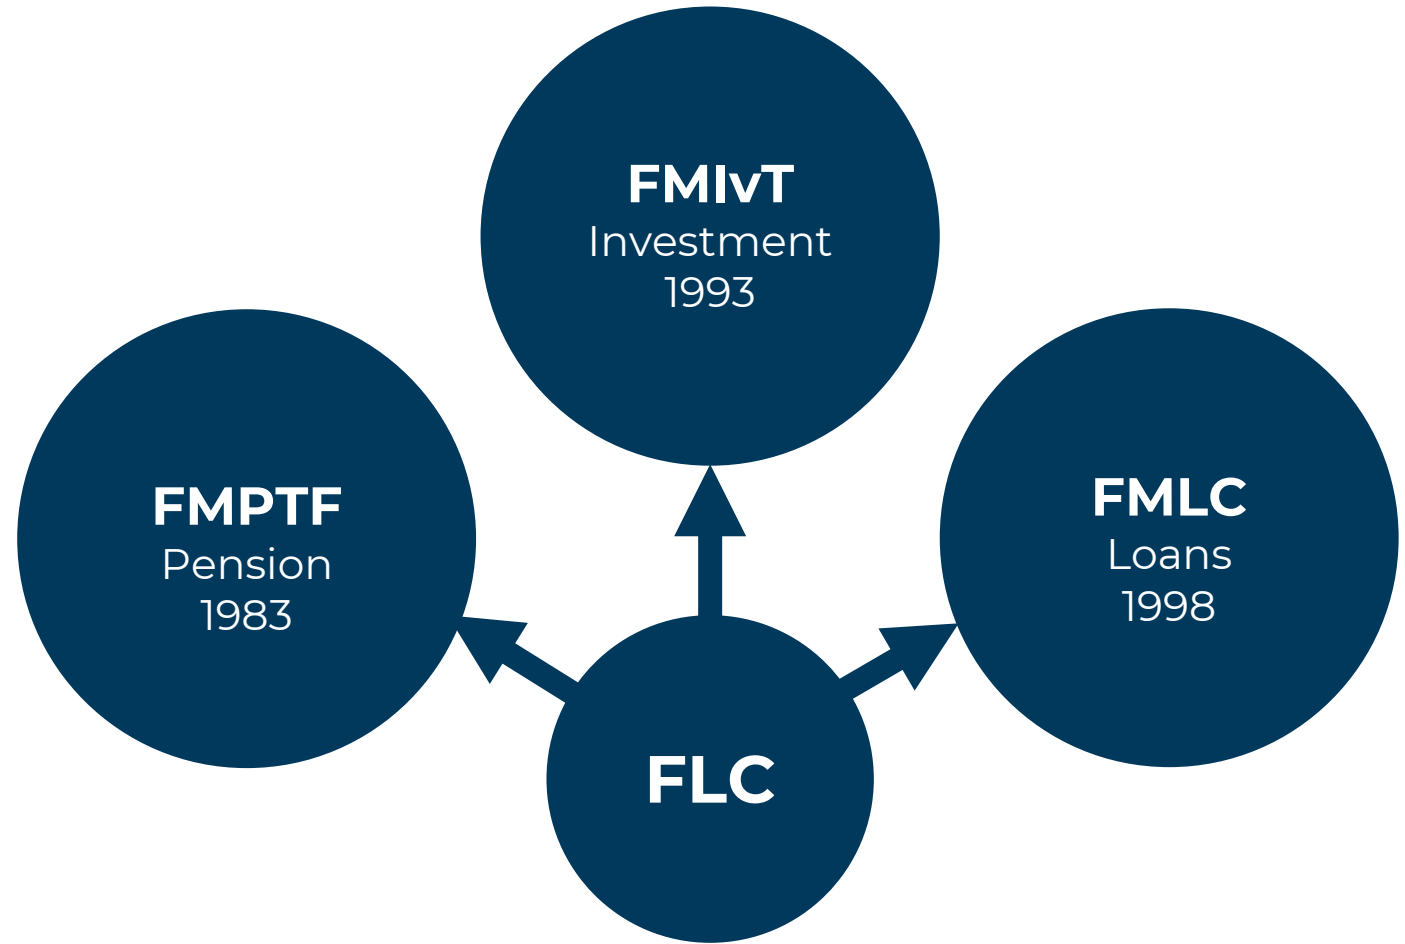 FMIvT
Investment
1993
FMPTF
Pension
1983
FMLC
Loans
1998
FLC